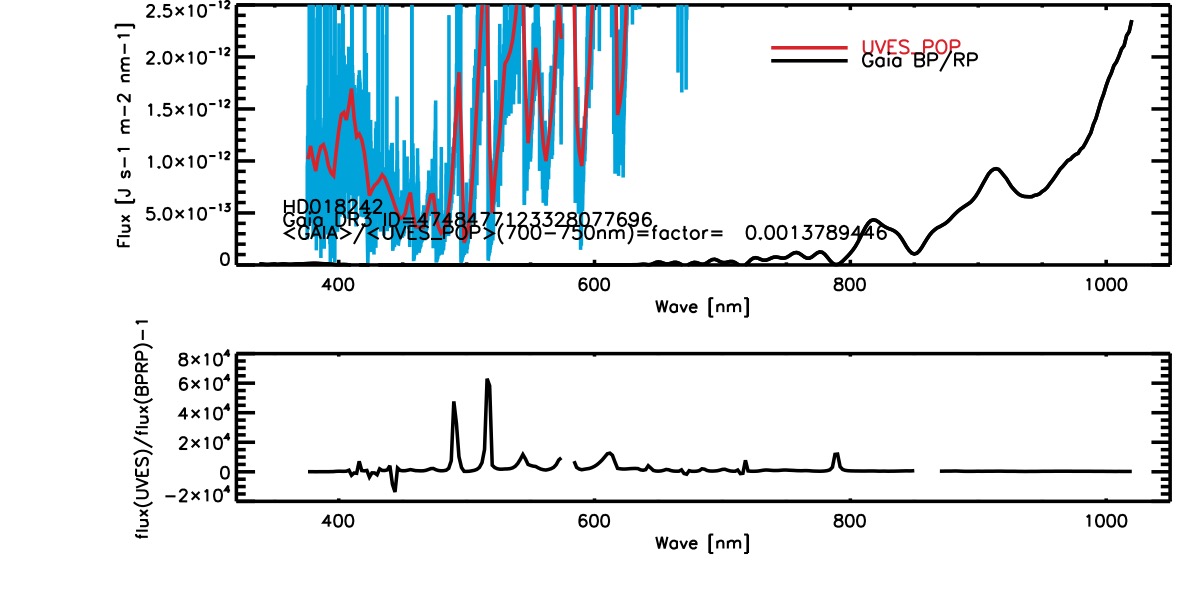 2.5×10-12
2.0×10-12
1.5×10-12
1.0×10-12
5.0×10-13
0
Flux [J s-1 m-2 nm-1]
UVES_POP
Gaia BP/RP
HD018242
Gaia DR3 ID=4748477123328077696
<GAIA>/<UVES_POP>(700-750nm)=factor= 0.0013789446
400 600 800 1000
Wave [nm]
8×104
6×104
4×104
2×104
0
-2×104
flux(UVES)/flux(BPRP)-1
400 600 800 1000
Wave [nm]